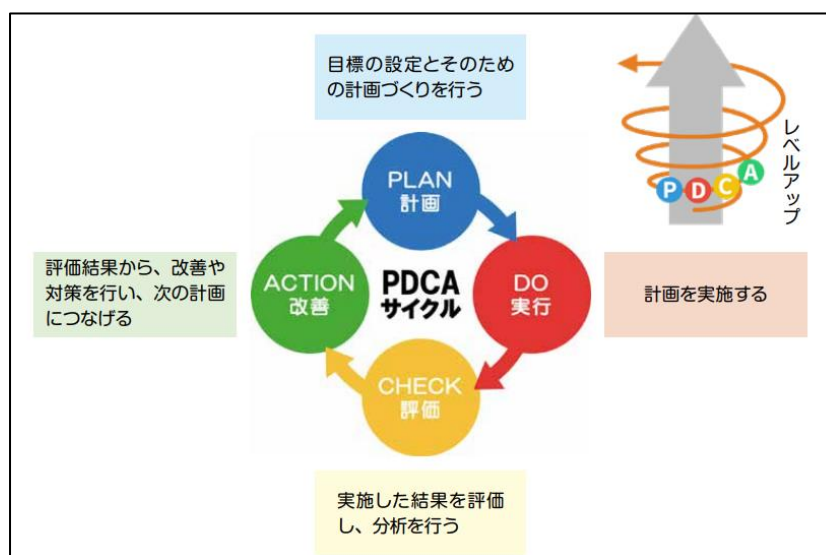 目標の設定とそのため
の計画づくりを行う
レベルアップ
P D C A
PLAN
計画
評価結果から、改善や
対策を行い、次の計画
につなげる
ACTION
改善
PDCA
サイクル
DO
実行
計画を実施する
CHECK
評価
実施した結果を評価
し、分析を行う